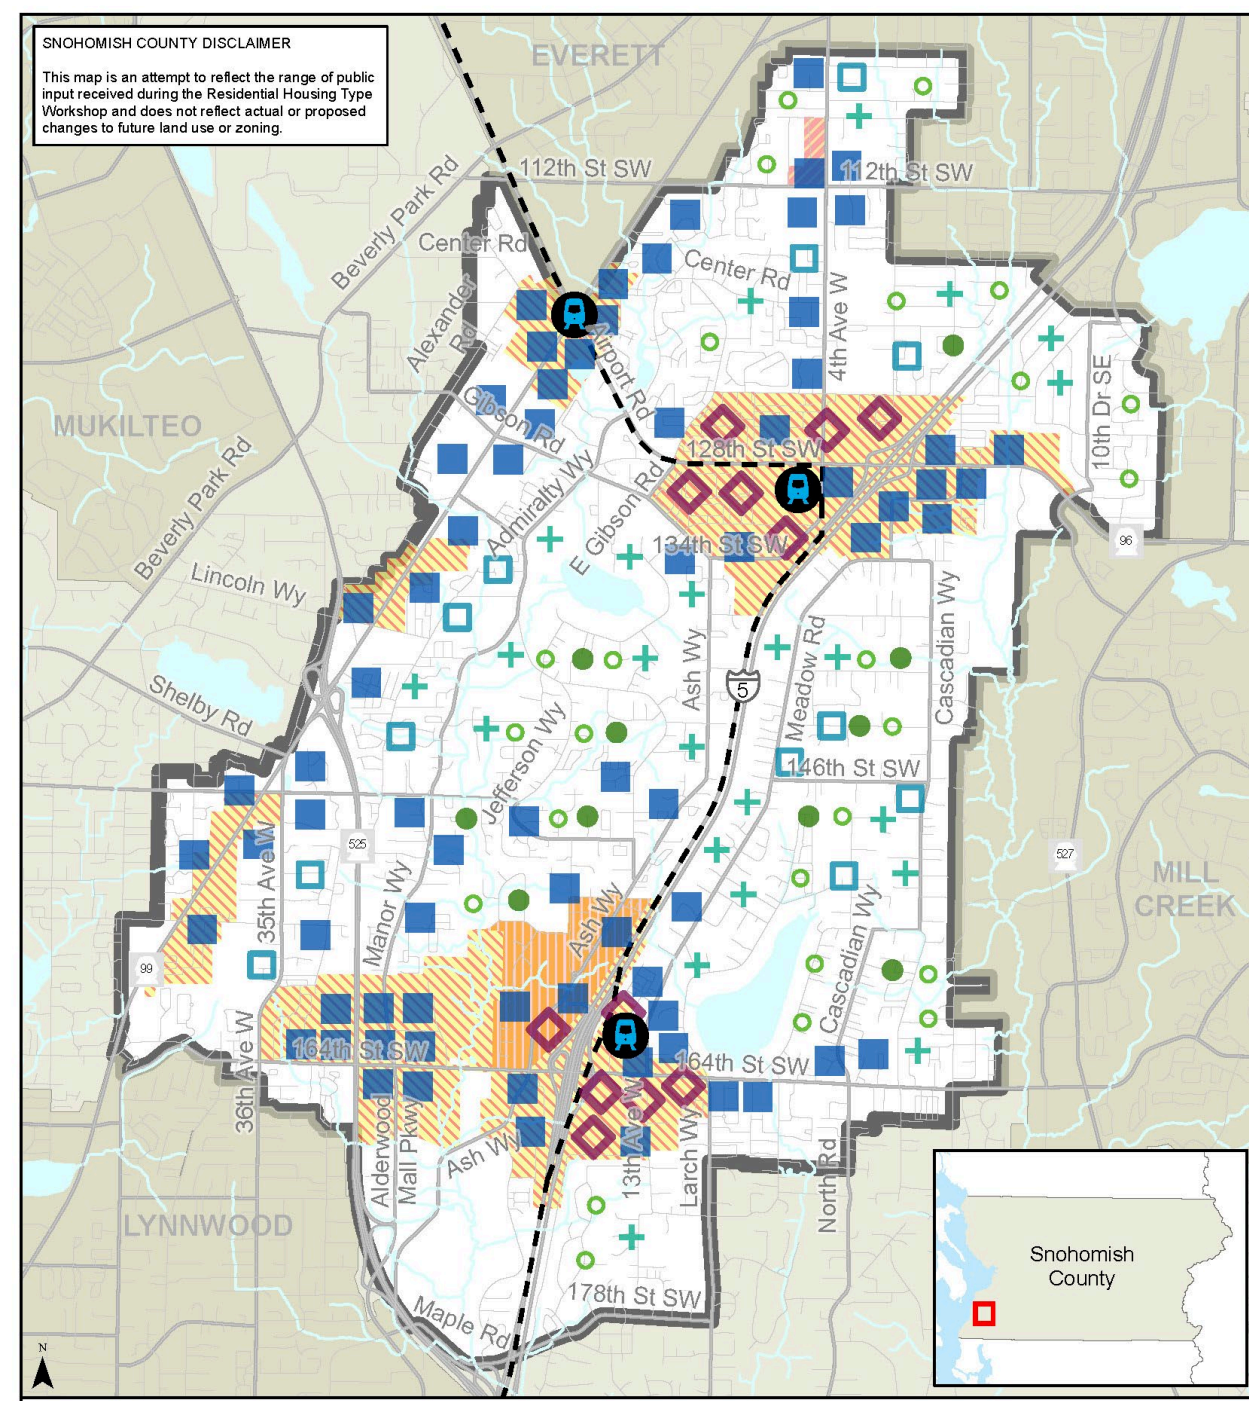 SNOHOMISH COUNTY DISCLAIMER
This map is an attempt to reflect the range of public
input received during the Residential Housing Type
Workshop and does not reflect actual or proposed
changes to future land use or zoning.
EVERETT
112th St SW
112th St SW
Beverly Park Rd
Center Rd
Center Rd
Alexander
Rd
Airport Rd
4th Ave W
10th Dr SE
Gibson Rd
MUKILTEO
128th St SW
Beverly Park Rd
Admiralty Wy
E Gibson Rd
134th St SW
96
Lincoln Wy
Cascadian Wy
Ash Wy
Meadow Rd
5
Shelby Rd
Jefferson Wy
146th St SW
35th Ave W
525
527
MILL
CREEK
Manor Wy
Ash Wy
Cascadian Wy
99
36th Ave W
164th St SW
164th St SW
Alderwood
Mall Pkwy
Ash Wy
13th Ave W
Larch Wy
North Rd
LYNNWOOD
178th St SW
Maple Rd
Snohomish
County
N